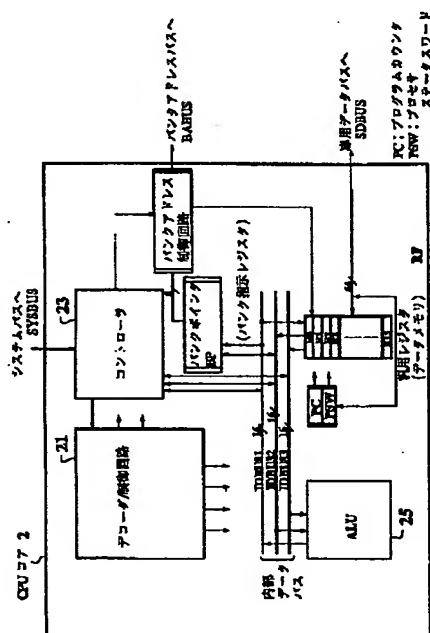 CPUコア 2
システムバスへ
SYSBUS
21
デコーダ/制御回路
23
コントローラ
バンクアドレス
制御回路
バンクアドレスバスへ
BABUS
バンクポインタ
BP
(バンク指示レジスタ)
内部
データ
バス
16
16
16
ALU
25
PC
PSW
汎用レジスタ
(データメモリ)
RF
専用データバスへ
SDBUS
PC:プログラムカウンタ
PSW:プロセサ
ステータスワード